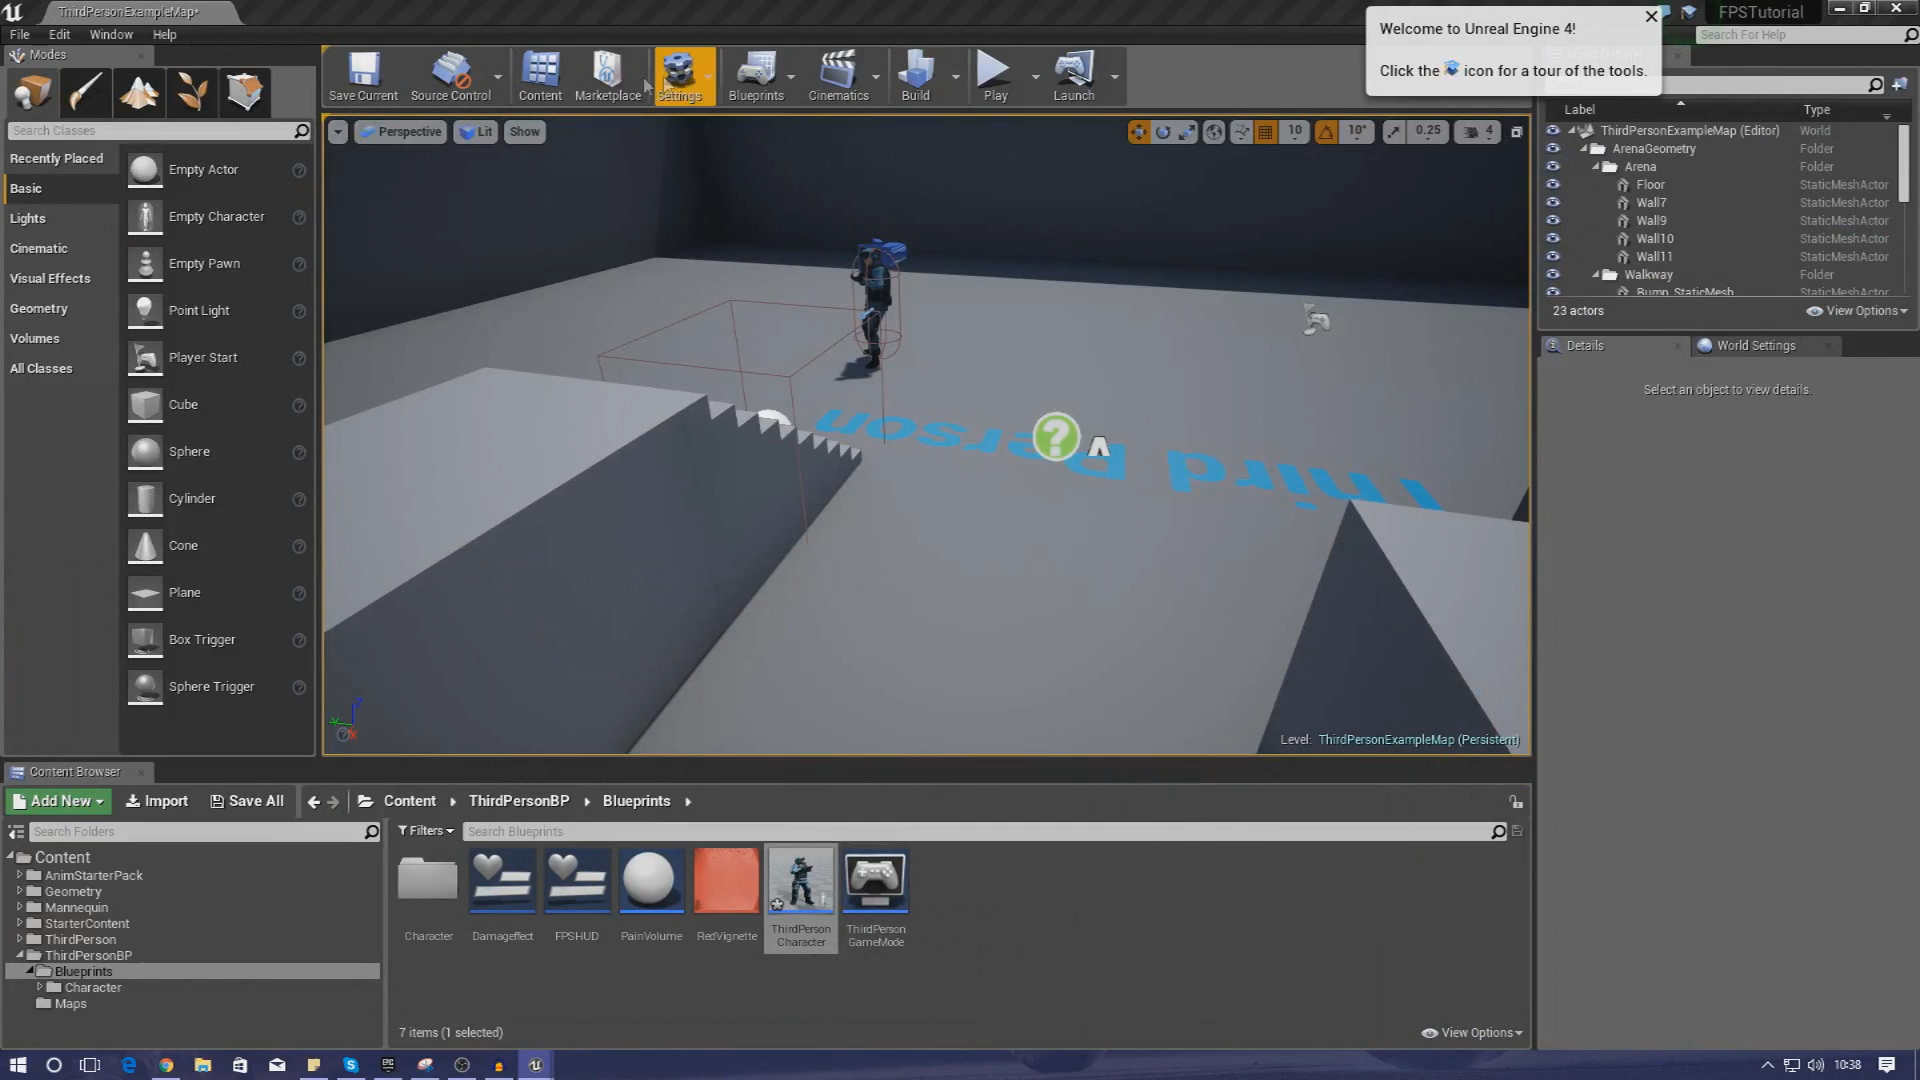 ThirdPersonExampleMap*
FPSTutorial
File Edit Window Help
Search For Help
Welcome to Unreal Engine 4!
Click the icon for a tour of the tools.
Modes
Save Current
Source Control
Content
Marketplace
Settings
Blueprints
Cinematics
Build
Play
Launch
Search Classes
Recently Placed
Basic
Lights
Cinematic
Visual Effects
Geometry
Volumes
All Classes
Empty Actor
Empty Character
Empty Pawn
Point Light
Player Start
Cube
Sphere
Cylinder
Cone
Plane
Box Trigger
Sphere Trigger
Perspective Lit Show
10 10° 0.25 4
Third Person
Level: ThirdPersonExampleMap (Persistent)
Label Type
ThirdPersonExampleMap (Editor) World
ArenaGeometry Folder
Arena Folder
Floor StaticMeshActor
Wall7 StaticMeshActor
Wall9 StaticMeshActor
Wall10 StaticMeshActor
Wall11 StaticMeshActor
Walkway Folder
Bump_StaticMesh StaticMeshActor
23 actors View Options
Details World Settings
Select an object to view details.
Content Browser
Add New Import Save All Content ThirdPersonBP Blueprints
Search Folders
Filters Search Blueprints
Content
AnimStarterPack
Geometry
Mannequin
StarterContent
ThirdPerson
ThirdPersonBP
Blueprints
Character
Maps
Character
Damageffect
FPSHUD
PainVolume
RedVignette
ThirdPerson
Character
ThirdPerson
GameMode
7 items (1 selected) View Options
10:38